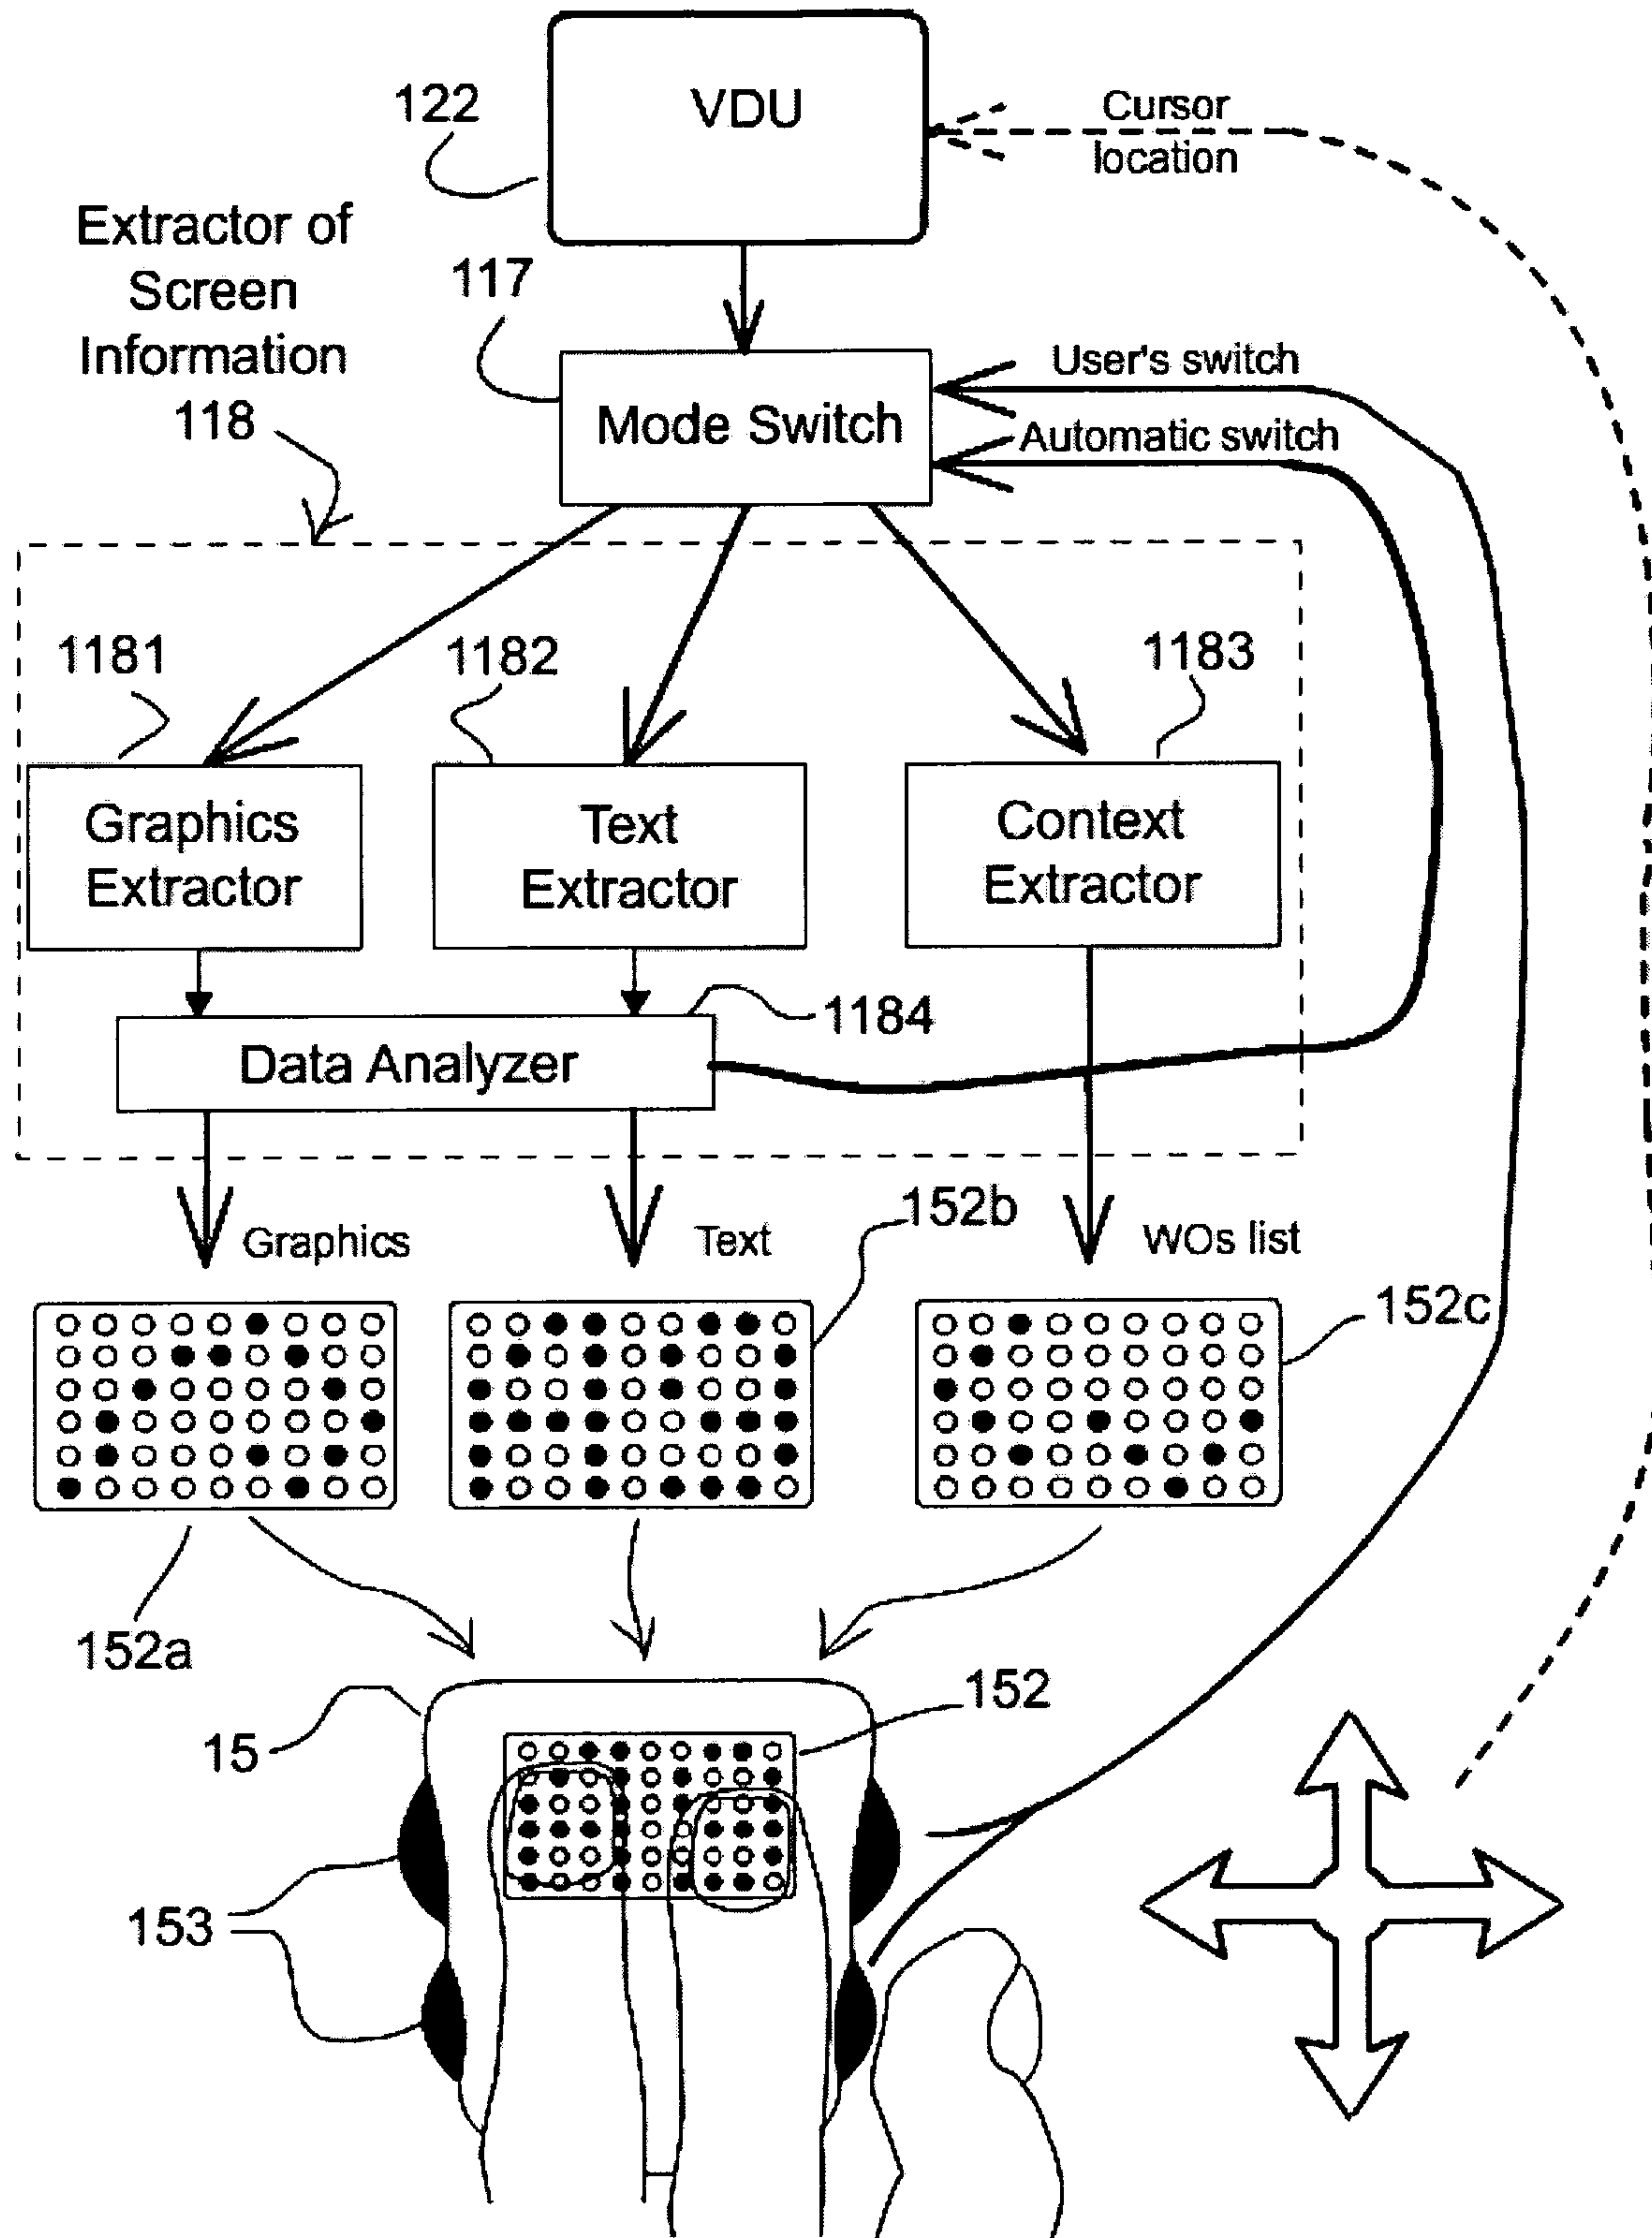 VDU
122
Cursor
location
Extractor of
Screen
Information
118
117
Mode Switch
User's switch
Automatic switch
1181
1182
1183
Graphics
Extractor
Text
Extractor
Context
Extractor
1184
Data Analyzer
Graphics
Text
152b
WOs list
152c
152a
15
152
153